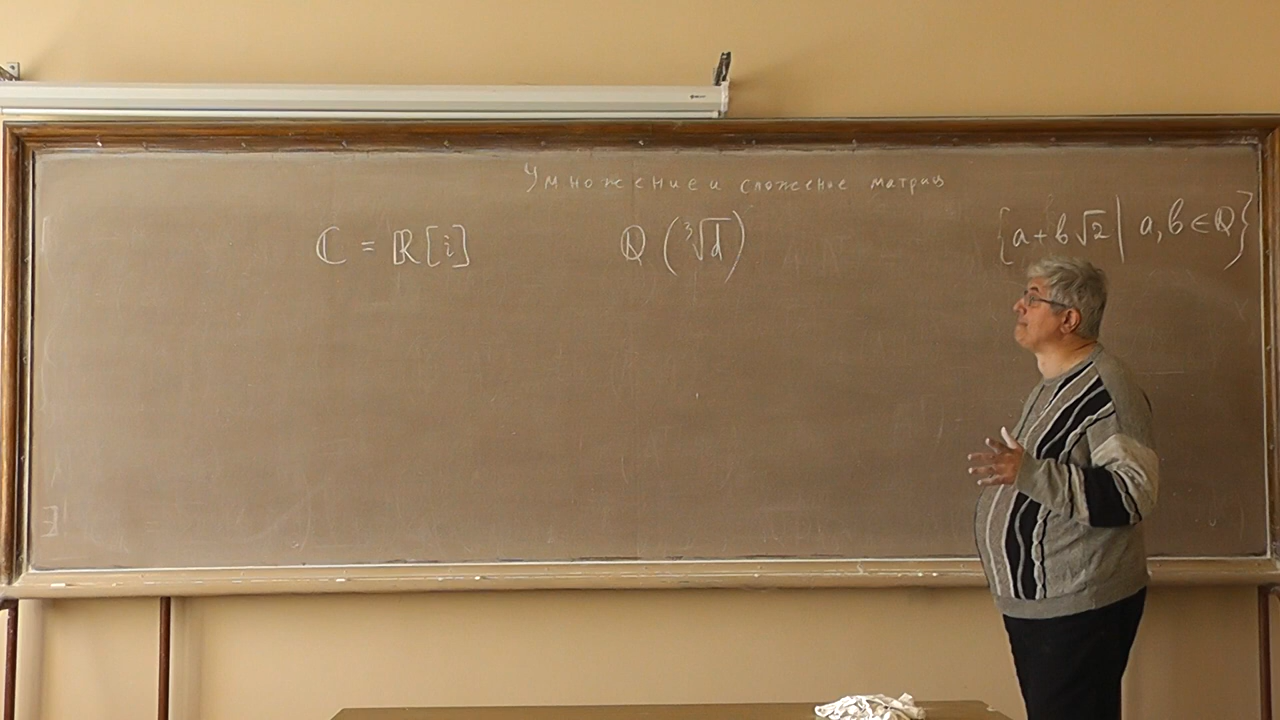 Умножение и сложение матриц
ℂ = ℝ[i] ℚ(∛d) {a+b√2 | a, b ∈ ℚ}